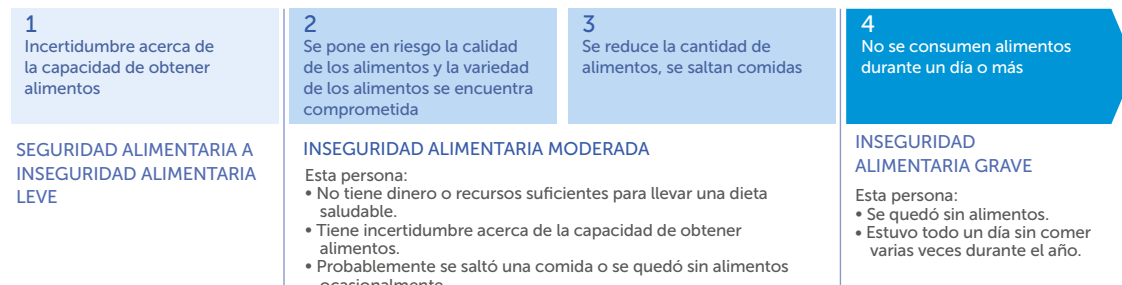 1
Incertidumbre acerca de
la capacidad de obtener
alimentos
2
Se pone en riesgo la calidad
de los alimentos y la variedad
de los alimentos se encuentra
comprometida
3
Se reduce la cantidad de
alimentos, se saltan comidas
4
No se consumen alimentos
durante un día o más
SEGURIDAD ALIMENTARIA A
INSEGURIDAD ALIMENTARIA
LEVE
INSEGURIDAD ALIMENTARIA MODERADA
Esta persona:
• No tiene dinero o recursos suficientes para llevar una dieta
saludable.
• Tiene incertidumbre acerca de la capacidad de obtener
alimentos.
• Probablemente se saltó una comida o se quedó sin alimentos
ocasionalmente
INSEGURIDAD
ALIMENTARIA GRAVE
Esta persona:
• Se quedó sin alimentos.
• Estuvo todo un día sin comer
varias veces durante el año.